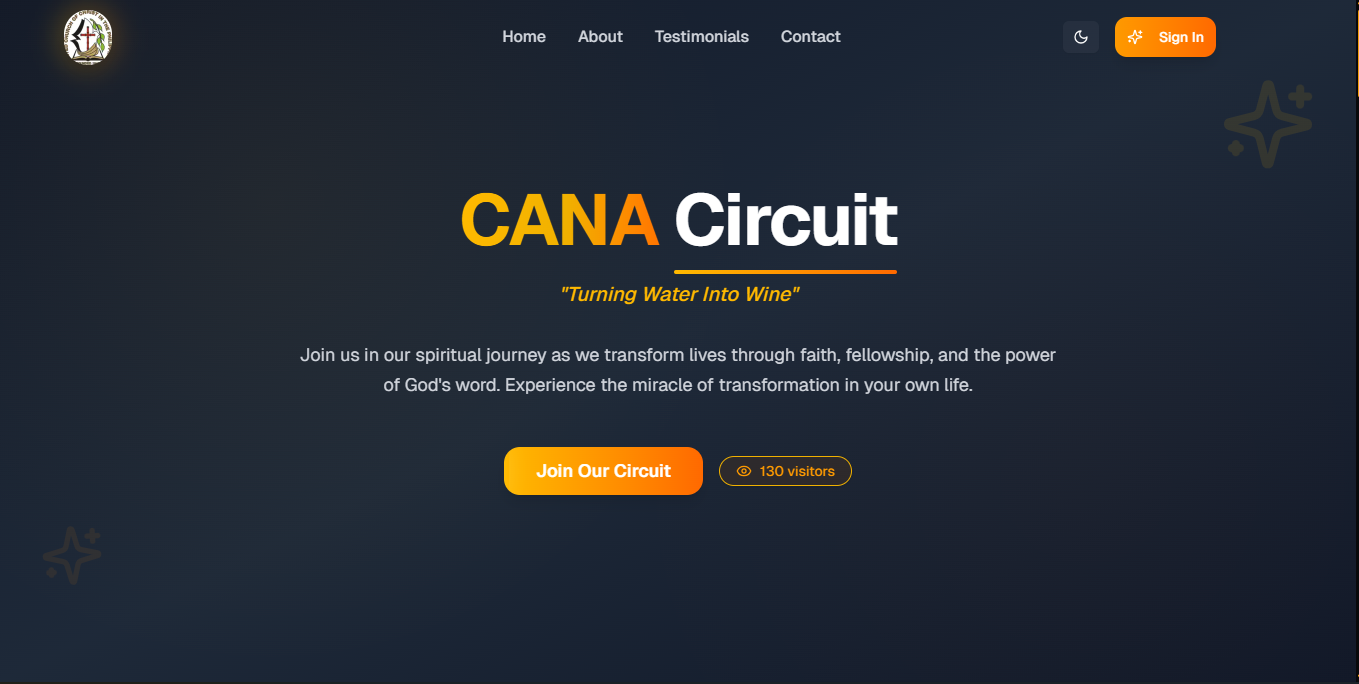 Home
About
Testimonials
Contact
Sign In
CANA Circuit
"Turning Water Into Wine"
Join us in our spiritual journey as we transform lives through faith, fellowship, and the power
of God's word. Experience the miracle of transformation in your own life.
Join Our Circuit
130 visitors